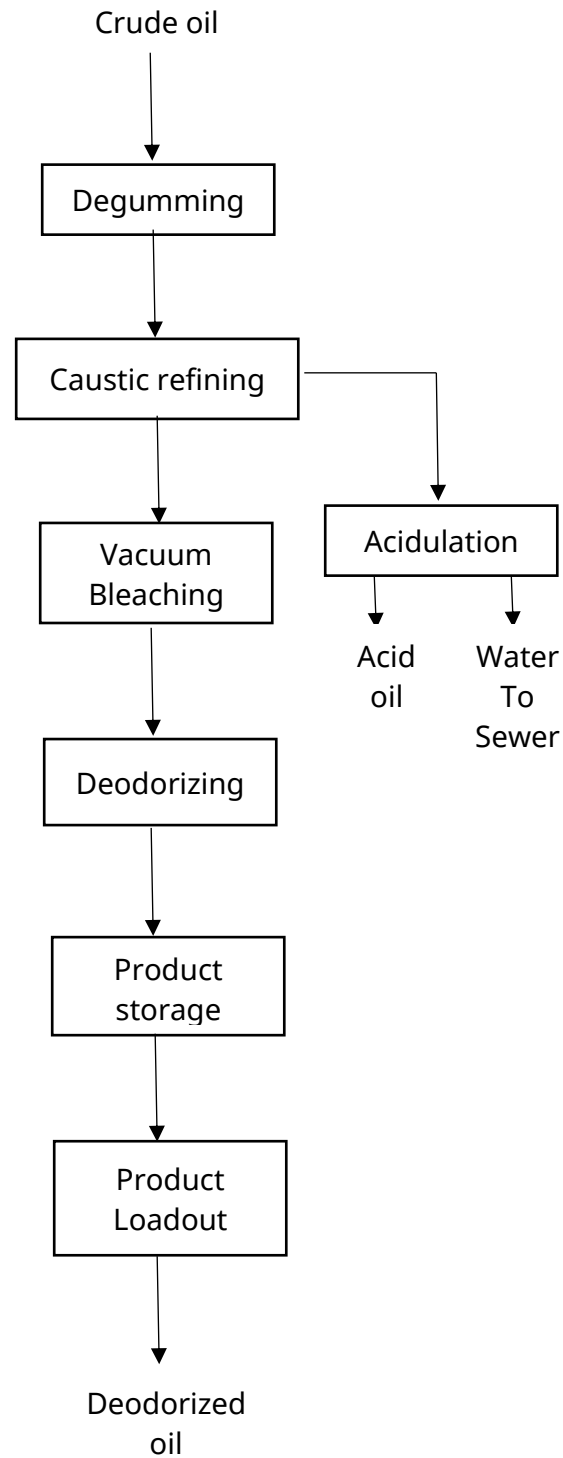 Crude oil
Degumming
Caustic refining
Vacuum
Bleaching
Acidulation
Acid
oil
Water
To
Sewer
Deodorizing
Product
storage
Product
Loadout
Deodorized
oil